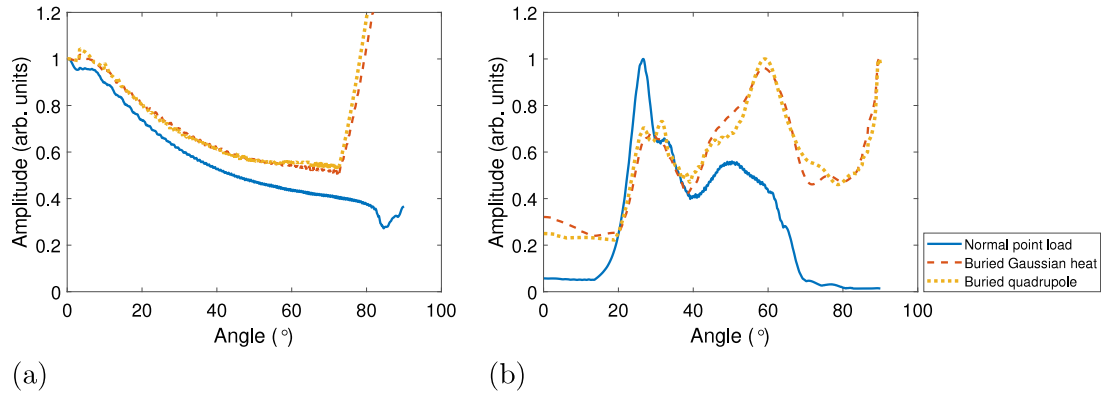 1.2
1
0.8
0.6
0.4
0.2
0
Amplitude (arb. units)
0 20 40 60 80 100
Angle (°)
(a)
1.2
1
0.8
0.6
0.4
0.2
0
Amplitude (arb. units)
0 20 40 60 80 100
Angle (°)
(b)
Normal point load
Buried Gaussian heat
Buried quadrupole